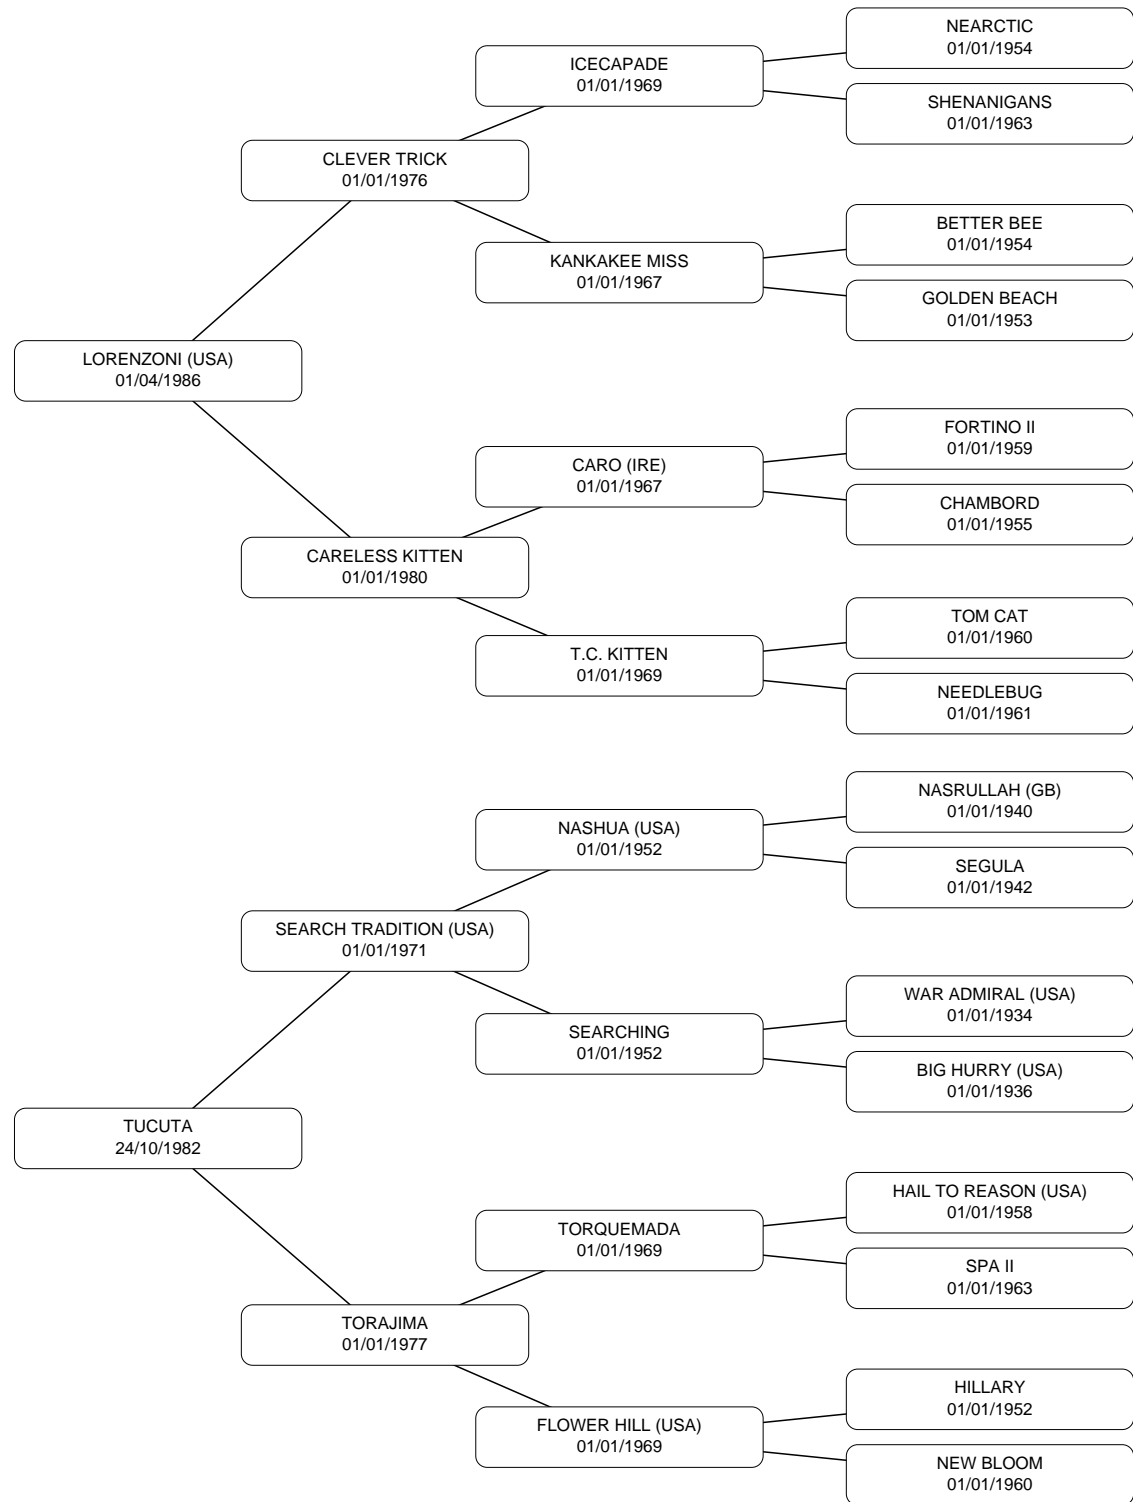 NEARCTIC
01/01/1954
ICECAPADE
01/01/1969
SHENANIGANS
01/01/1963
CLEVER TRICK
01/01/1976
BETTER BEE
01/01/1954
KANKAKEE MISS
01/01/1967
GOLDEN BEACH
01/01/1953
LORENZONI (USA)
01/04/1986
FORTINO II
01/01/1959
CARO (IRE)
01/01/1967
CHAMBORD
01/01/1955
CARELESS KITTEN
01/01/1980
TOM CAT
01/01/1960
T.C. KITTEN
01/01/1969
NEEDLEBUG
01/01/1961
NASRULLAH (GB)
01/01/1940
NASHUA (USA)
01/01/1952
SEGULA
01/01/1942
SEARCH TRADITION (USA)
01/01/1971
WAR ADMIRAL (USA)
01/01/1934
SEARCHING
01/01/1952
BIG HURRY (USA)
01/01/1936
TUCUTA
24/10/1982
HAIL TO REASON (USA)
01/01/1958
TORQUEMADA
01/01/1969
SPA II
01/01/1963
TORAJIMA
01/01/1977
HILLARY
01/01/1952
FLOWER HILL (USA)
01/01/1969
NEW BLOOM
01/01/1960